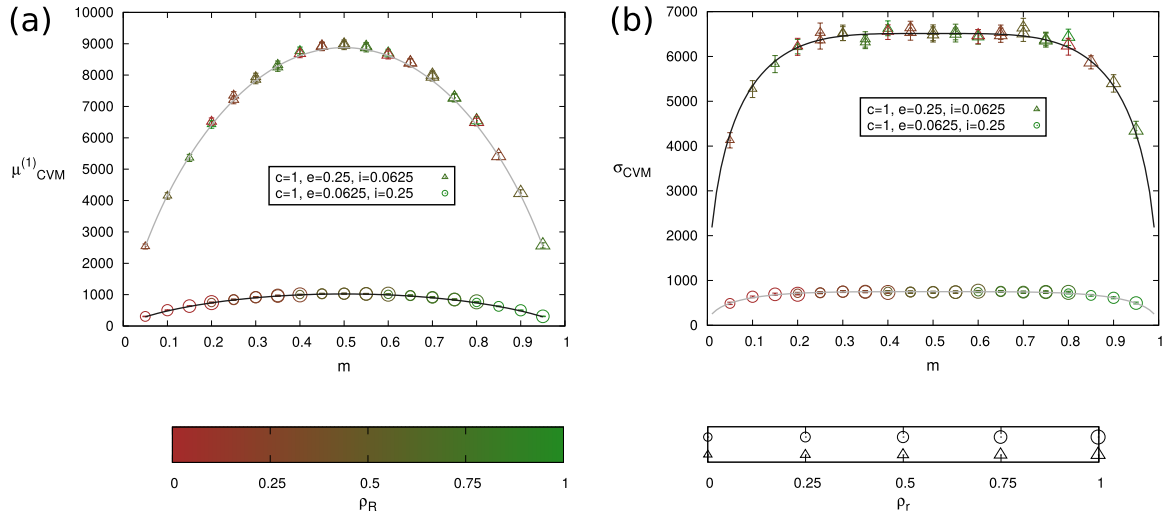 (a)
10000
9000
8000
7000
6000
5000
4000
3000
2000
1000
0
μ(1)CVM
c=1, e=0.25, i=0.0625
c=1, e=0.0625, i=0.25
0 0.1 0.2 0.3 0.4 0.5 0.6 0.7 0.8 0.9 1
m
(b)
7000
6000
5000
4000
3000
2000
1000
0
σCVM
c=1, e=0.25, i=0.0625
c=1, e=0.0625, i=0.25
0 0.1 0.2 0.3 0.4 0.5 0.6 0.7 0.8 0.9 1
m
0 0.25 0.5 0.75 1
ρR
0 0.25 0.5 0.75 1
ρr